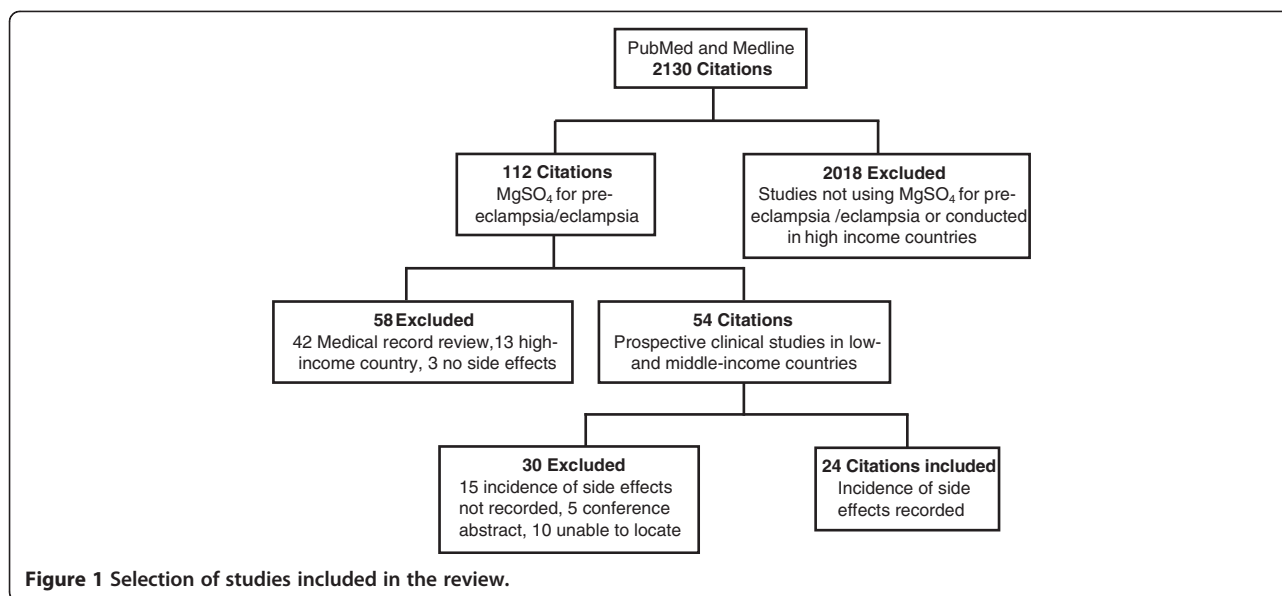 PubMed and Medline
2130 Citations
112 Citations
MgSO₄ for pre-
eclampsia/eclampsia
2018 Excluded
Studies not using MgSO₄ for pre-
eclampsia /eclampsia or conducted
in high income countries
58 Excluded
42 Medical record review,13 high-
income country, 3 no side effects
54 Citations
Prospective clinical studies in low-
and middle-income countries
30 Excluded
15 incidence of side effects
not recorded, 5 conference
abstract, 10 unable to locate
24 Citations included
Incidence of side
effects recorded
Figure 1 Selection of studies included in the review.